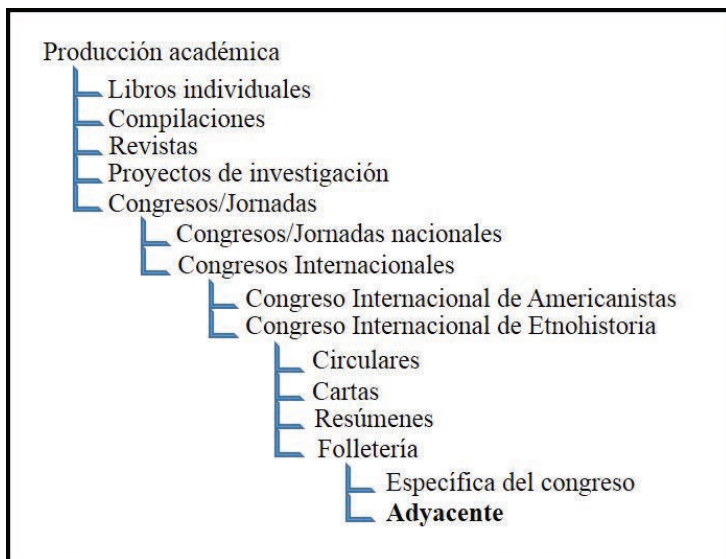 Producción académica
Libros individuales
Compilaciones
Revistas
Proyectos de investigación
Congresos/Jornadas
Congresos/Jornadas nacionales
Congresos Internacionales
Congreso Internacional de Americanistas
Congreso Internacional de Etnohistoria
Circulares
Cartas
Resúmenes
Folletería
Específica del congreso
Adyacente